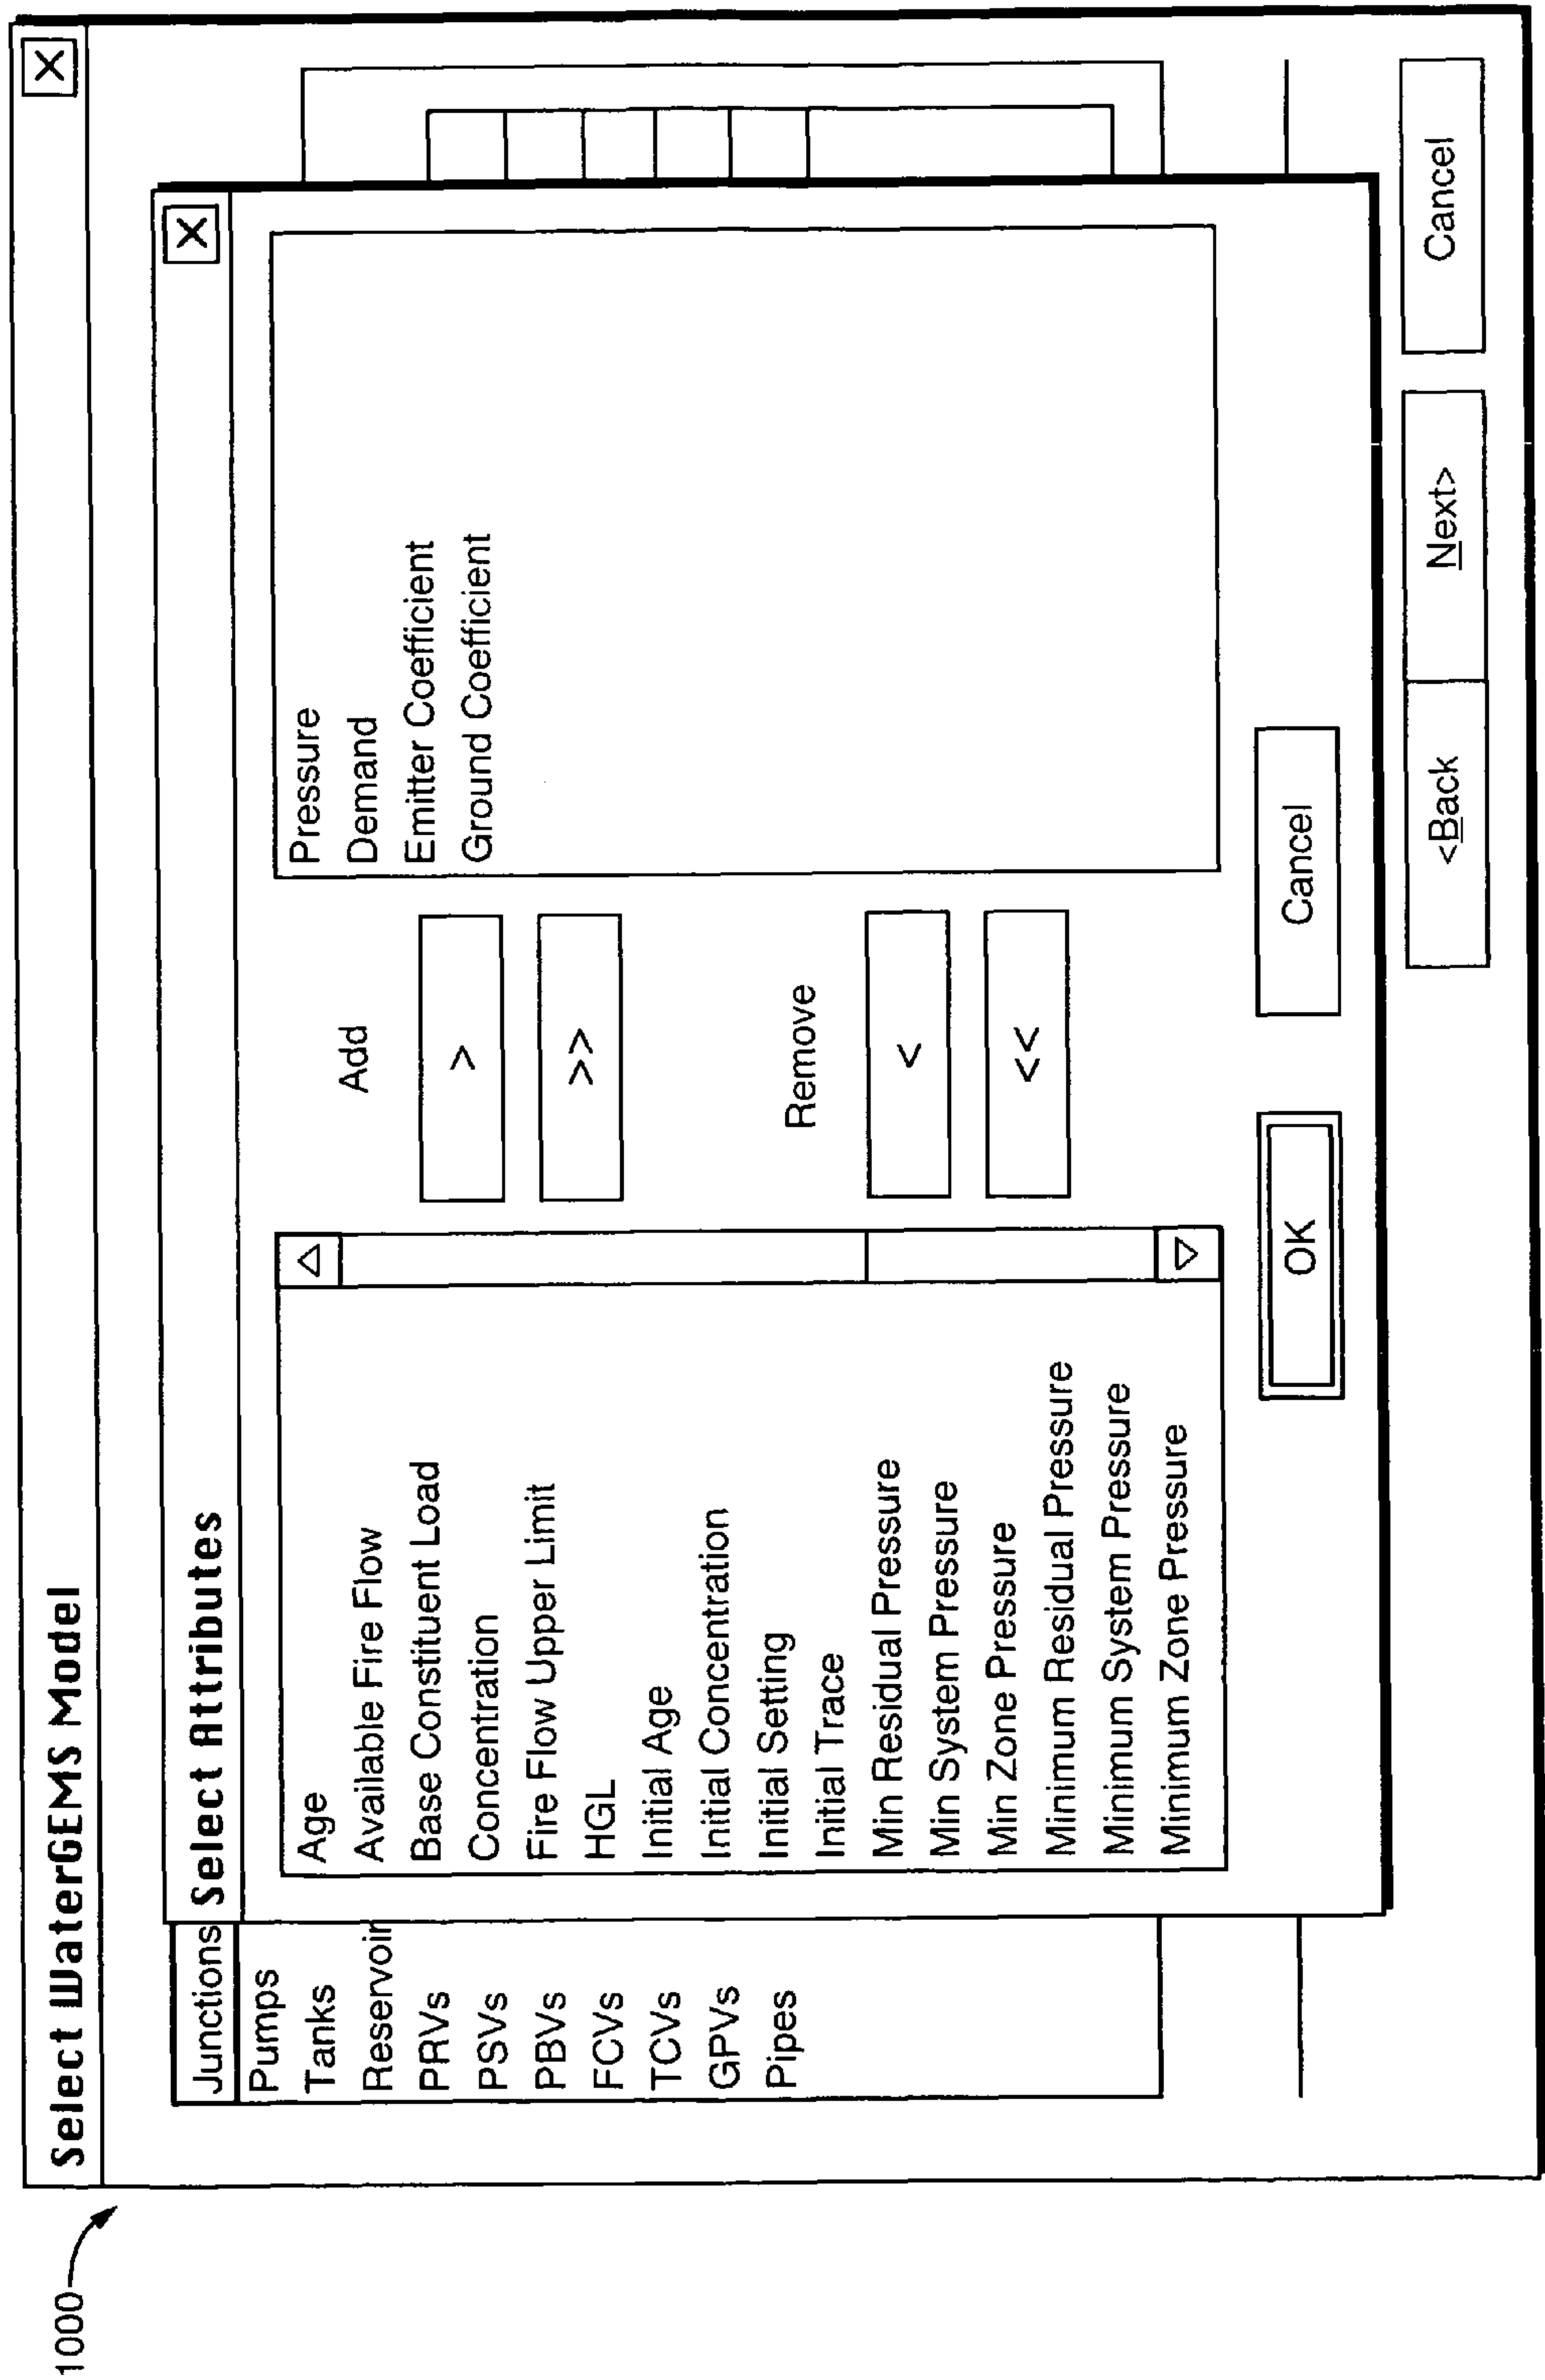 1000
Select WaterGEMS Model
X
Junctions
Pumps
Tanks
Reservoir
PRVs
PSVs
PBVs
FCVs
TCVs
GPVs
Pipes
Select Attributes
X
Age
Available Fire Flow
Base Constituent Load
Concentration
Fire Flow Upper Limit
HGL
Initial Age
Initial Concentration
Initial Setting
Initial Trace
Min Residual Pressure
Min System Pressure
Min Zone Pressure
Minimum Residual Pressure
Minimum System Pressure
Minimum Zone Pressure
Add
>
>>
Remove
<
<<
Pressure
Demand
Emitter Coefficient
Ground Coefficient
OK
Cancel
<Back
Next>
Cancel